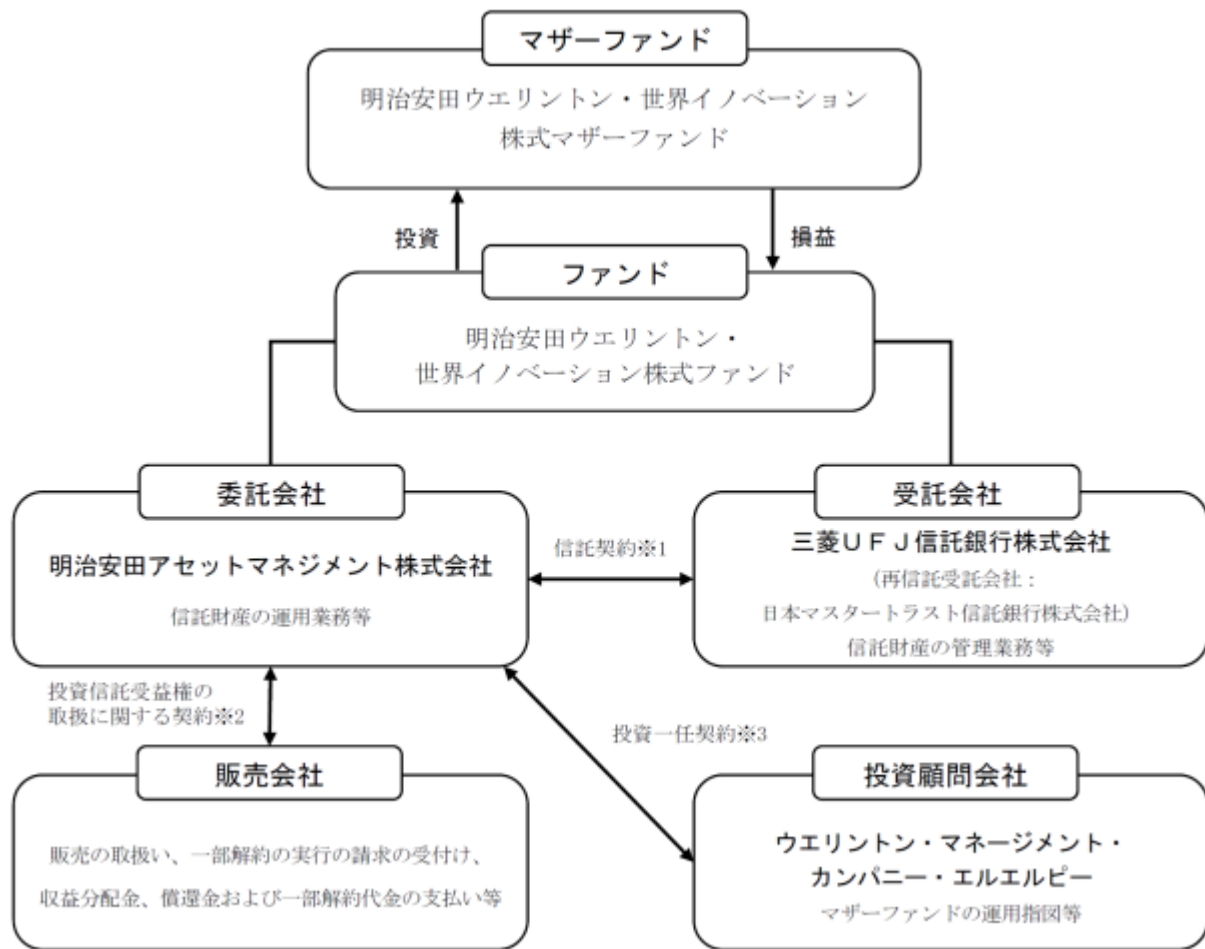 マザーファンド
明治安田ウエリントン・世界イノベーション
株式マザーファンド
投資
損益
ファンド
明治安田ウエリントン・
世界イノベーション株式ファンド
委託会社
明治安田アセットマネジメント株式会社
信託財産の運用業務等
信託契約※1
受託会社
三菱ＵＦＪ信託銀行株式会社
（再信託受託会社：
日本マスタートラスト信託銀行株式会社）
信託財産の管理業務等
投資信託受益権の
取扱に関する契約※2
投資一任契約※3
販売会社
販売の取扱い、一部解約の実行の請求の受付け、
収益分配金、償還金および一部解約代金の支払い等
投資顧問会社
ウエリントン・マネージメント・
カンパニー・エルエルピー
マザーファンドの運用指図等